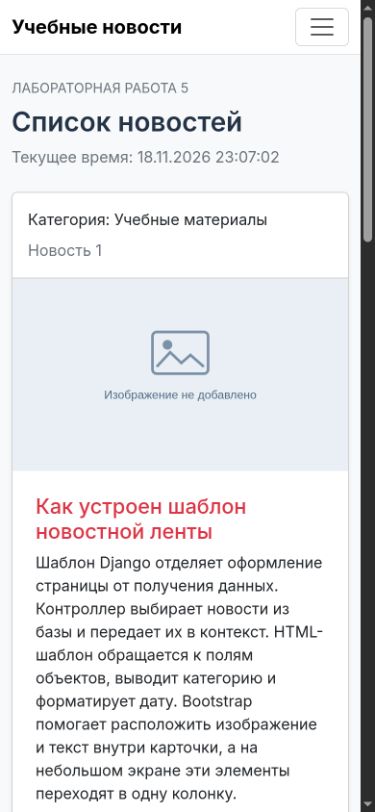 Учебные новости
ЛАБОРАТОРНАЯ РАБОТА 5
Список новостей
Текущее время: 18.11.2026 23:07:02
Категория: Учебные материалы
Новость 1
Изображение не добавлено
Как устроен шаблон
новостной ленты
Шаблон Django отделяет оформление
страницы от получения данных.
Контроллер выбирает новости из
базы и передает их в контекст. HTML-
шаблон обращается к полям
объектов, выводит категорию и
форматирует дату. Bootstrap
помогает расположить изображение
и текст внутри карточки, а на
небольшом экране эти элементы
переходят в одну колонку.